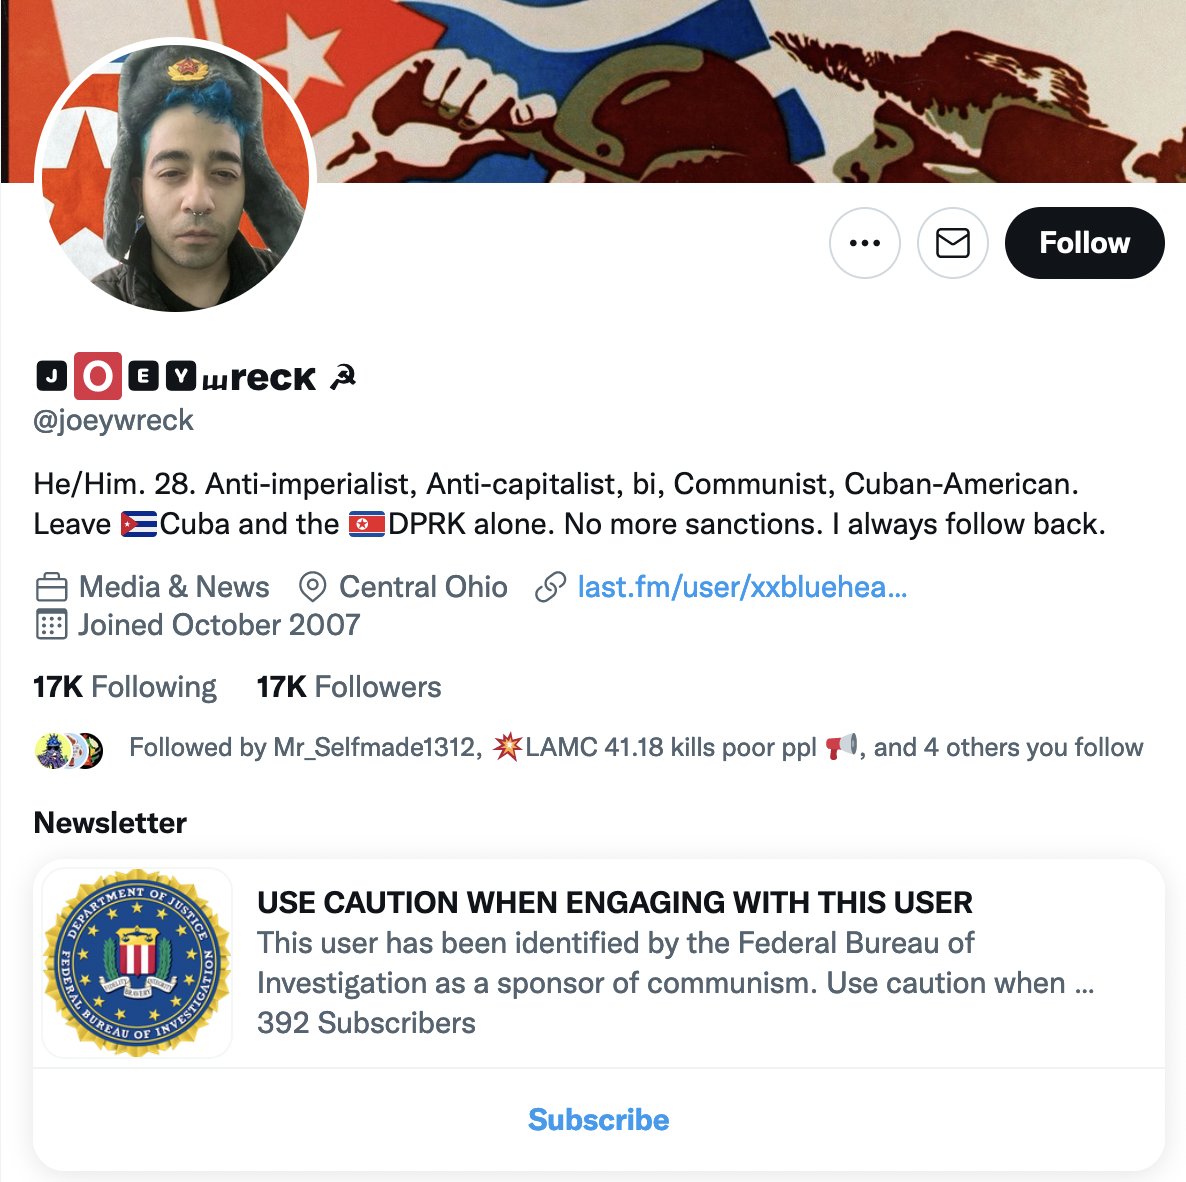 🅹🅾️🅴🆈ɯreск ☭
@joeywreck
He/Him. 28. Anti-imperialist, Anti-capitalist, bi, Communist, Cuban-American.
Leave 🇨🇺Cuba and the 🇰🇵DPRK alone. No more sanctions. I always follow back.
Media & News Central Ohio last.fm/user/xxbluehea...
Joined October 2007
17K Following 17K Followers
Followed by Mr_Selfmade1312, 💥LAMC 41.18 kills poor ppl 📢, and 4 others you follow
Follow
Newsletter
DEPARTMENT OF JUSTICE
FEDERAL BUREAU OF INVESTIGATION
FIDELITY BRAVERY INTEGRITY
USE CAUTION WHEN ENGAGING WITH THIS USER
This user has been identified by the Federal Bureau of
Investigation as a sponsor of communism. Use caution when ...
392 Subscribers
Subscribe